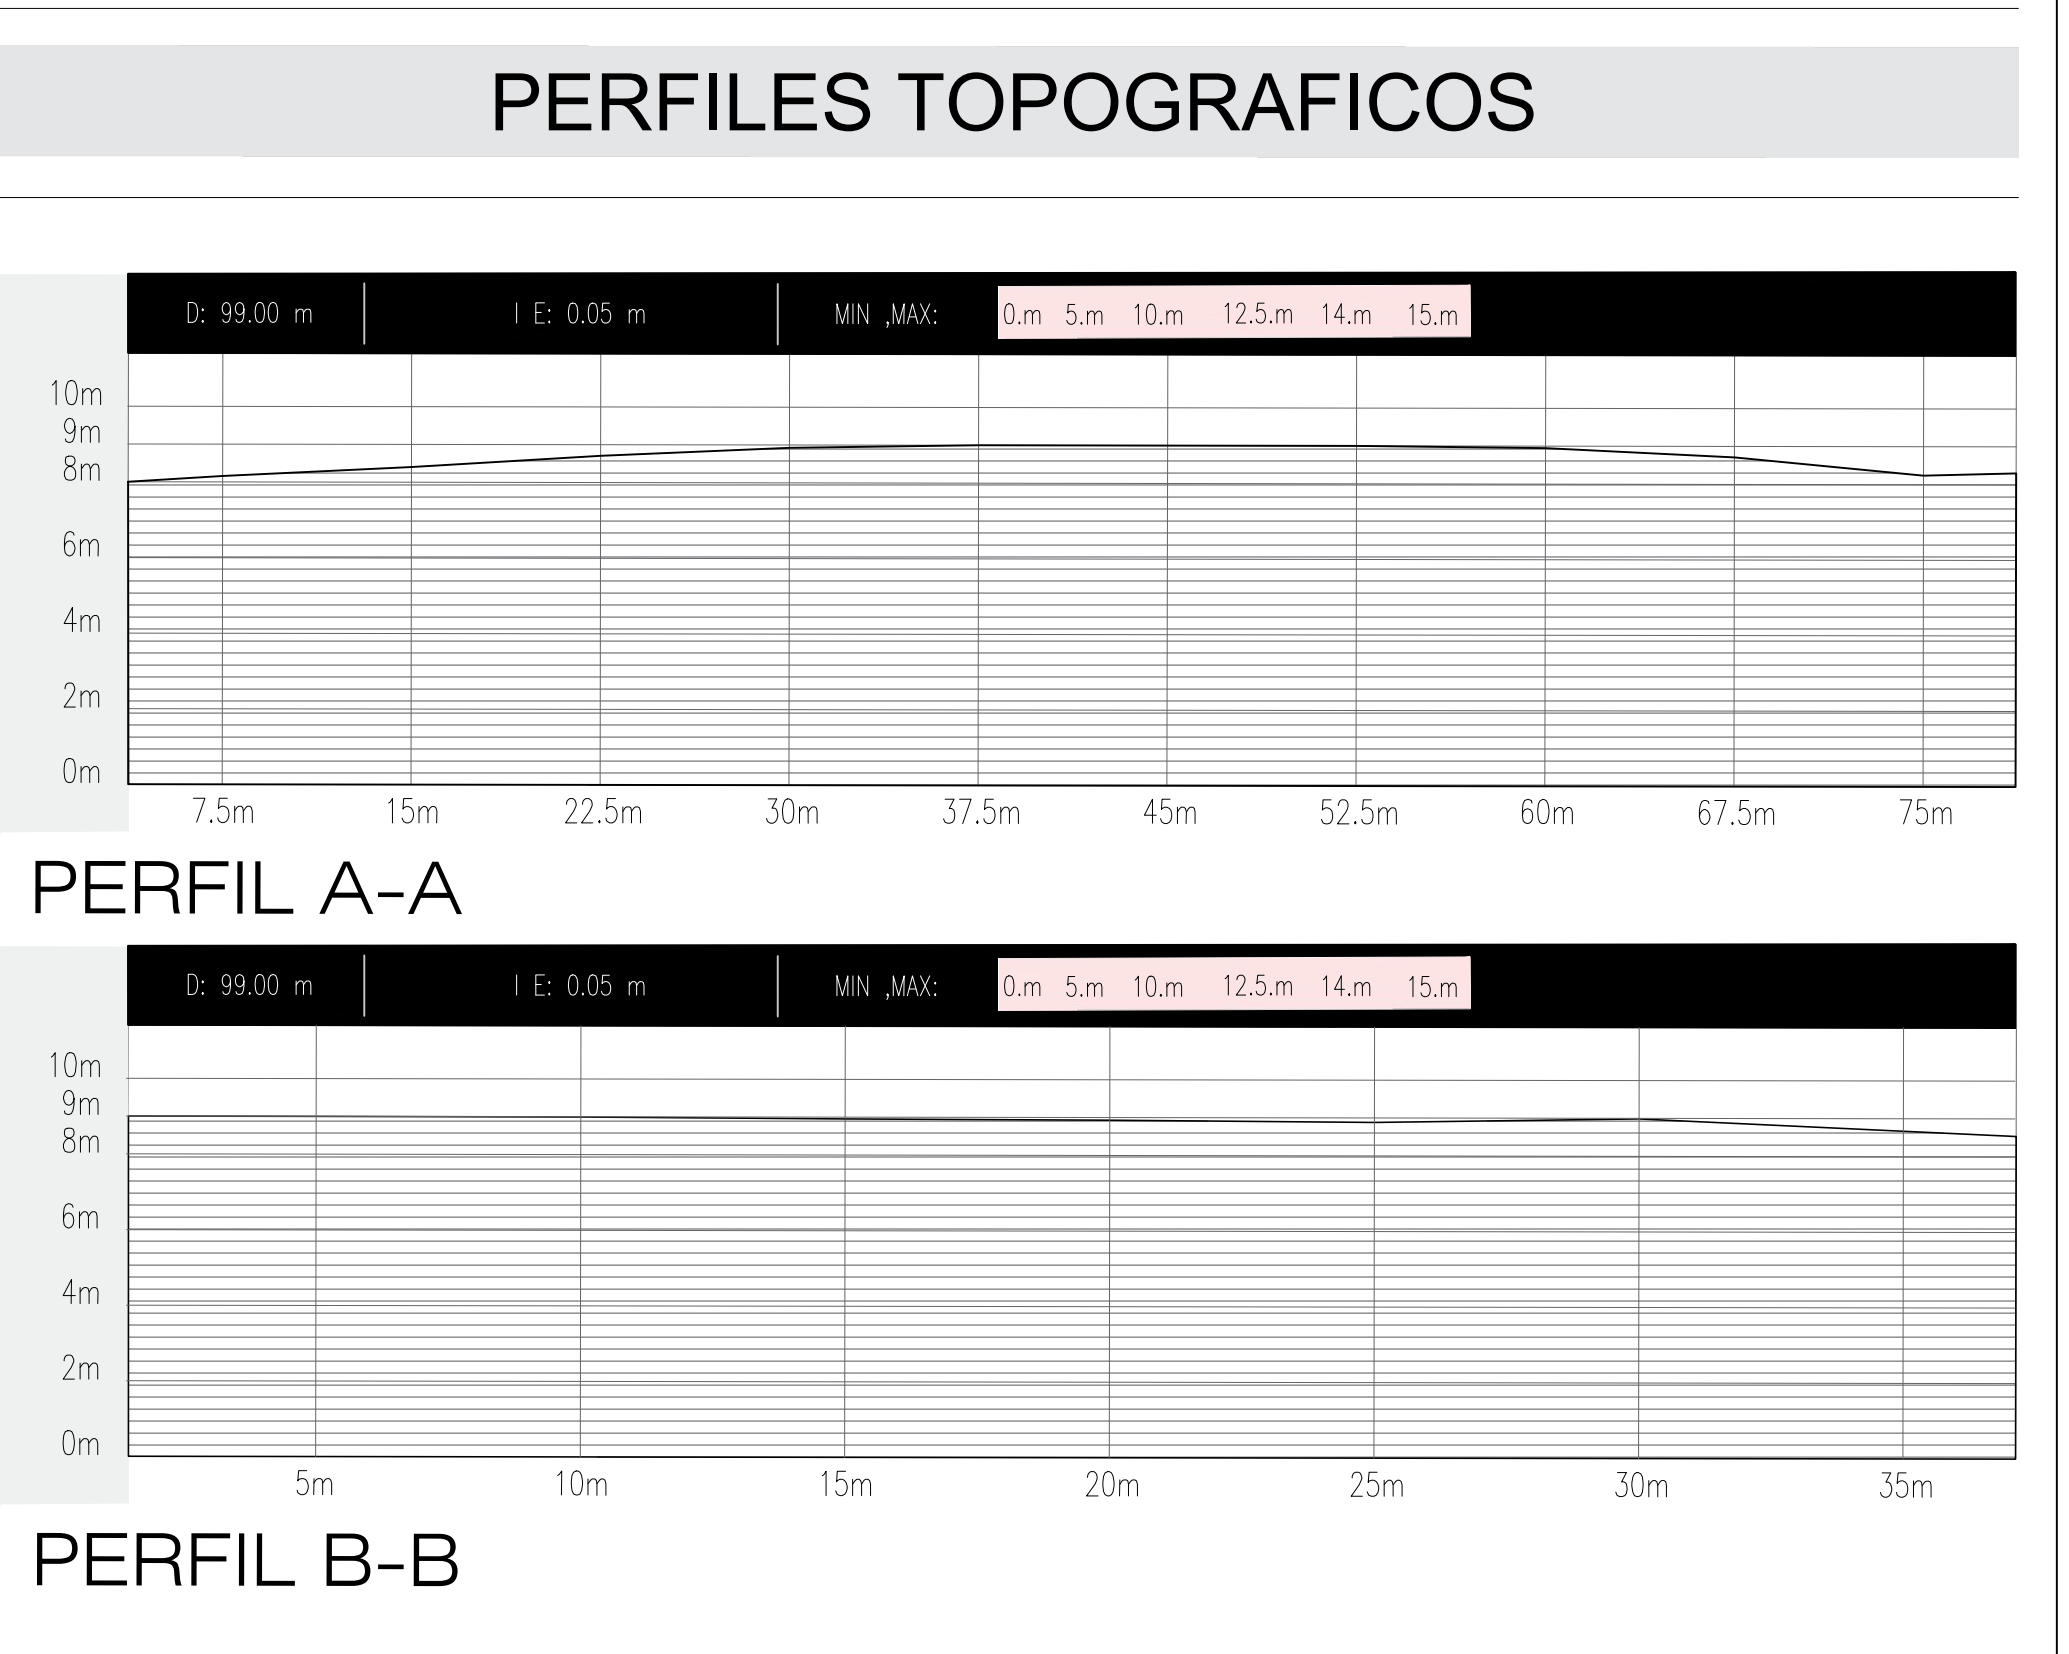 PERFILES TOPOGRAFICOS
D: 99.00 m I E: 0.05 m MIN ,MAX: 0.m 5.m 10.m 12.5.m 14.m 15.m
10m
9m
8m
6m
4m
2m
0m
7.5m 15m 22.5m 30m 37.5m 45m 52.5m 60m 67.5m 75m
PERFIL A-A
D: 99.00 m I E: 0.05 m MIN ,MAX: 0.m 5.m 10.m 12.5.m 14.m 15.m
10m
9m
8m
6m
4m
2m
0m
5m 10m 15m 20m 25m 30m 35m
PERFIL B-B